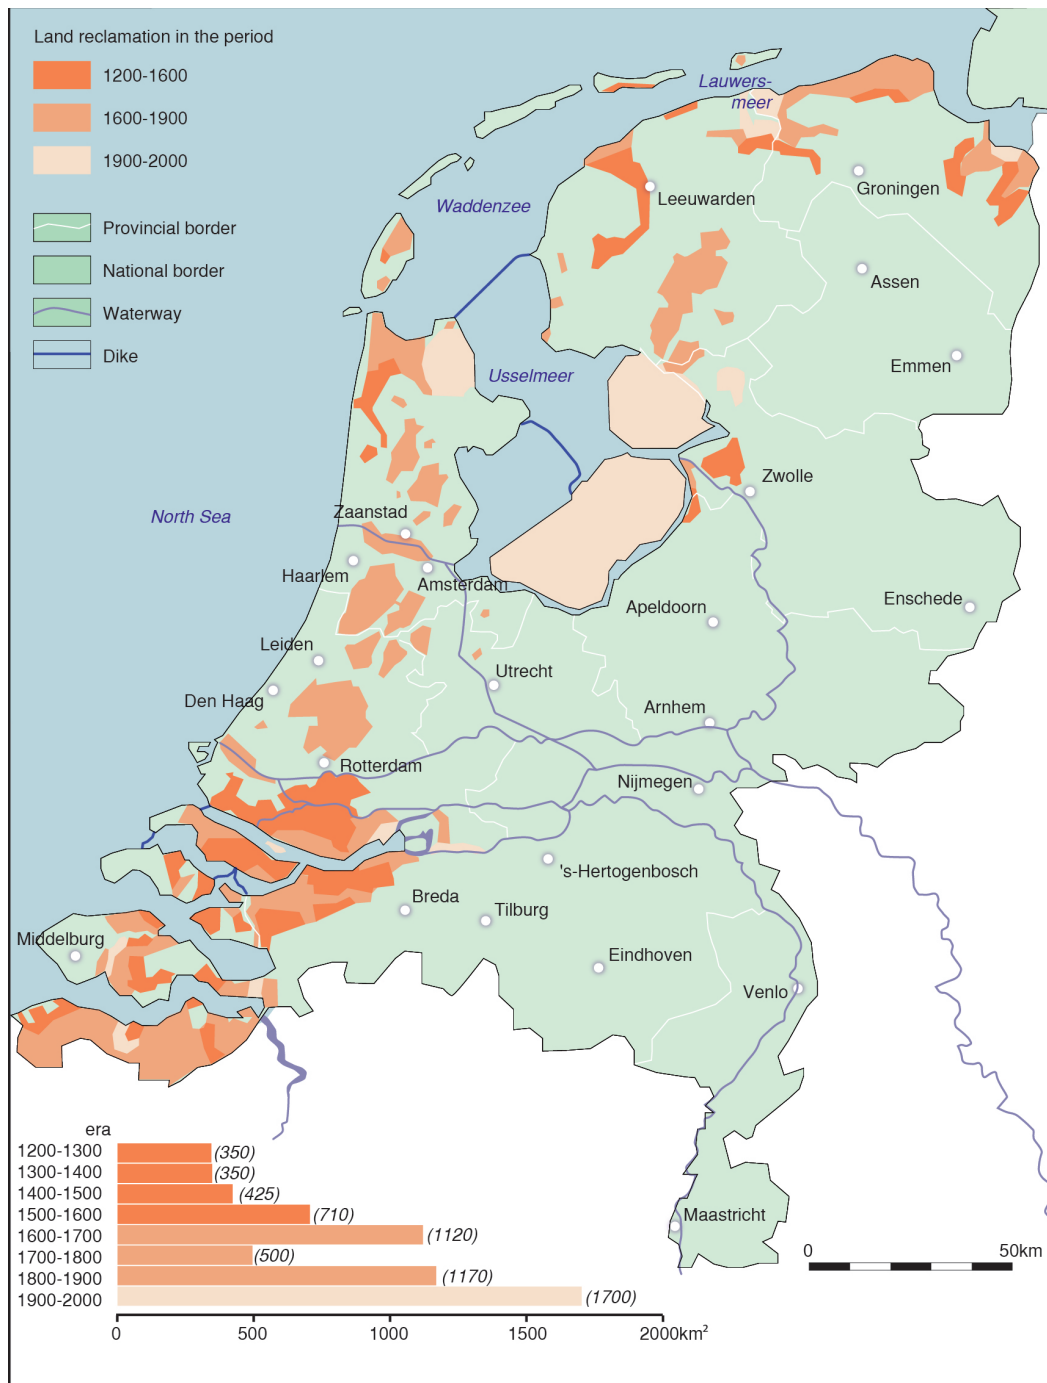 Land reclamation in the period
1200-1600
1600-1900
1900-2000
Provincial border
National border
Waterway
Dike
Lauwers-
meer
Waddenzee
Leeuwarden
Groningen
Assen
Emmen
Usselmeer
North Sea
Zwolle
Zaanstad
Haarlem
Amsterdam
Apeldoorn
Enschede
Leiden
Utrecht
Den Haag
Arnhem
Rotterdam
Nijmegen
's-Hertogenbosch
Breda
Tilburg
Middelburg
Eindhoven
Venlo
Maastricht
0 50km
era
1200-1300 (350)
1300-1400 (350)
1400-1500 (425)
1500-1600 (710)
1600-1700 (1120)
1700-1800 (500)
1800-1900 (1170)
1900-2000 (1700)
0 500 1000 1500 2000km²